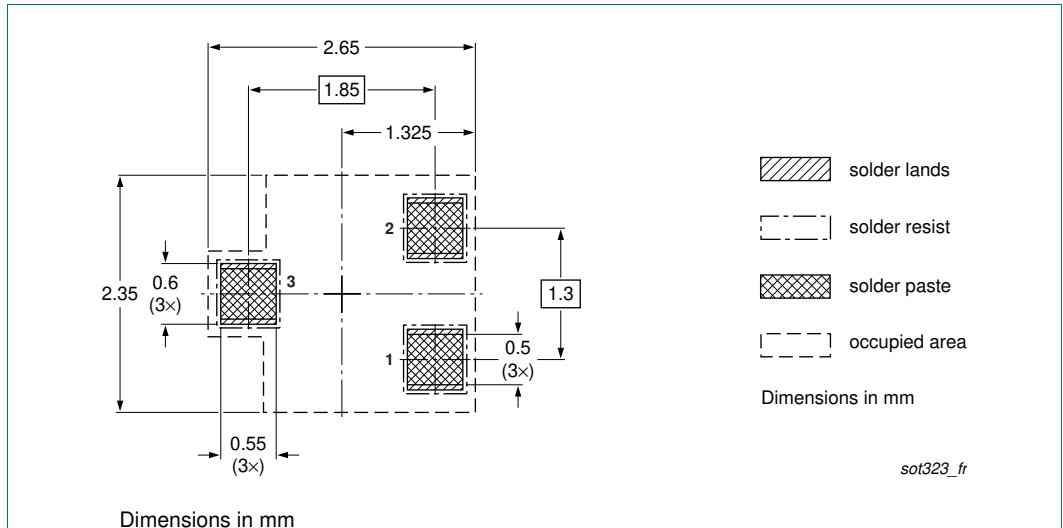 2.65
1.85
1.325
solder lands
2
solder resist
0.6
(3×)
3
2.35
1.3
solder paste
1
0.5
(3×)
occupied area
Dimensions in mm
0.55
(3×)
sot323_fr
Dimensions in mm